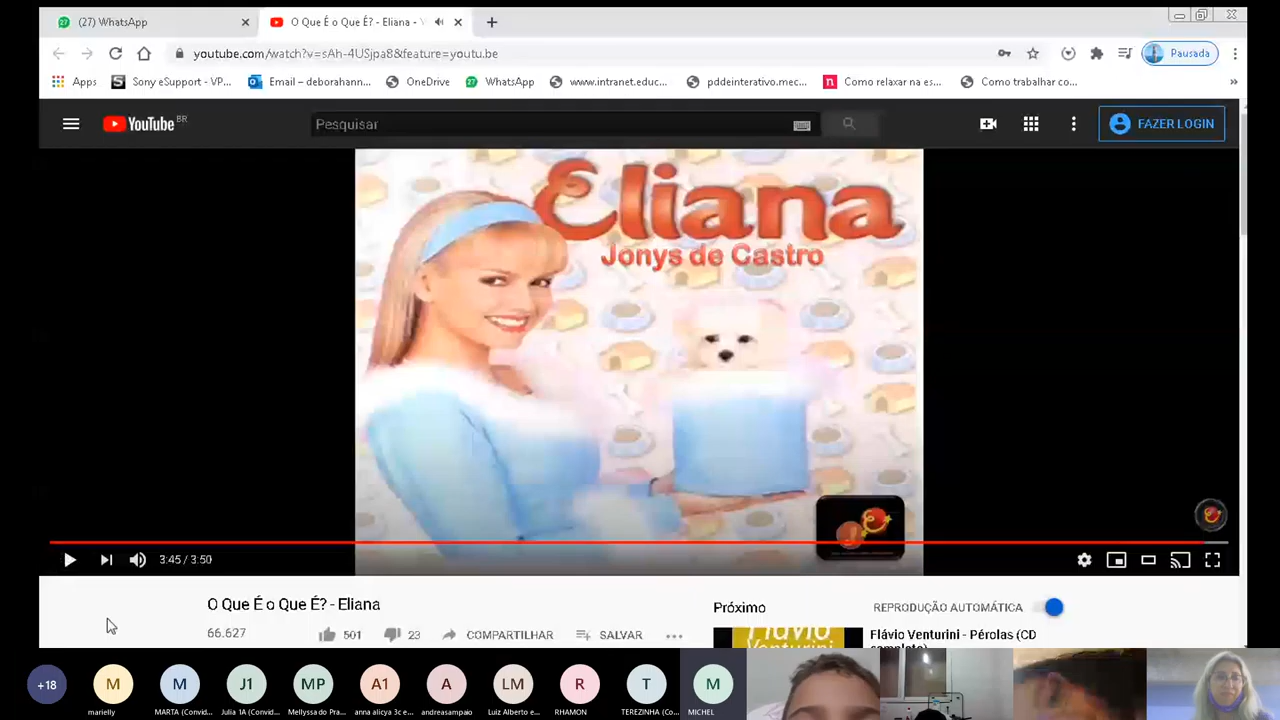 (27) WhatsApp
O Que É o Que É? - Eliana -
youtube.com/watch?v=sAh-4USjpa8&feature=youtu.be
Pausada
Apps
Sony eSupport - VP...
Email – deborahann...
OneDrive
WhatsApp
www.intranet.educ...
pddeinterativo.mec...
Como relaxar na es...
Como trabalhar co...
»
YouTube BR
Pesquisar
FAZER LOGIN
Eliana
Jonys de Castro
3:45 / 3:50
O Que É o Que É? - Eliana
66.627
501
23
COMPARTILHAR
SALVAR
Próximo
REPRODUÇÃO AUTOMÁTICA
Flávio
Venturini
Flávio Venturini - Pérolas (CD
completo)
+18
M
M
J1
MP
A1
A
LM
R
T
M
marielly
MARTA (Convid...
Julia 1A (Convid...
Mellyssa do Pra...
anna alicya 3c e...
andreasampaio
Luiz Alberto e...
RHAMON
TEREZINHA (Co...
MICHEL